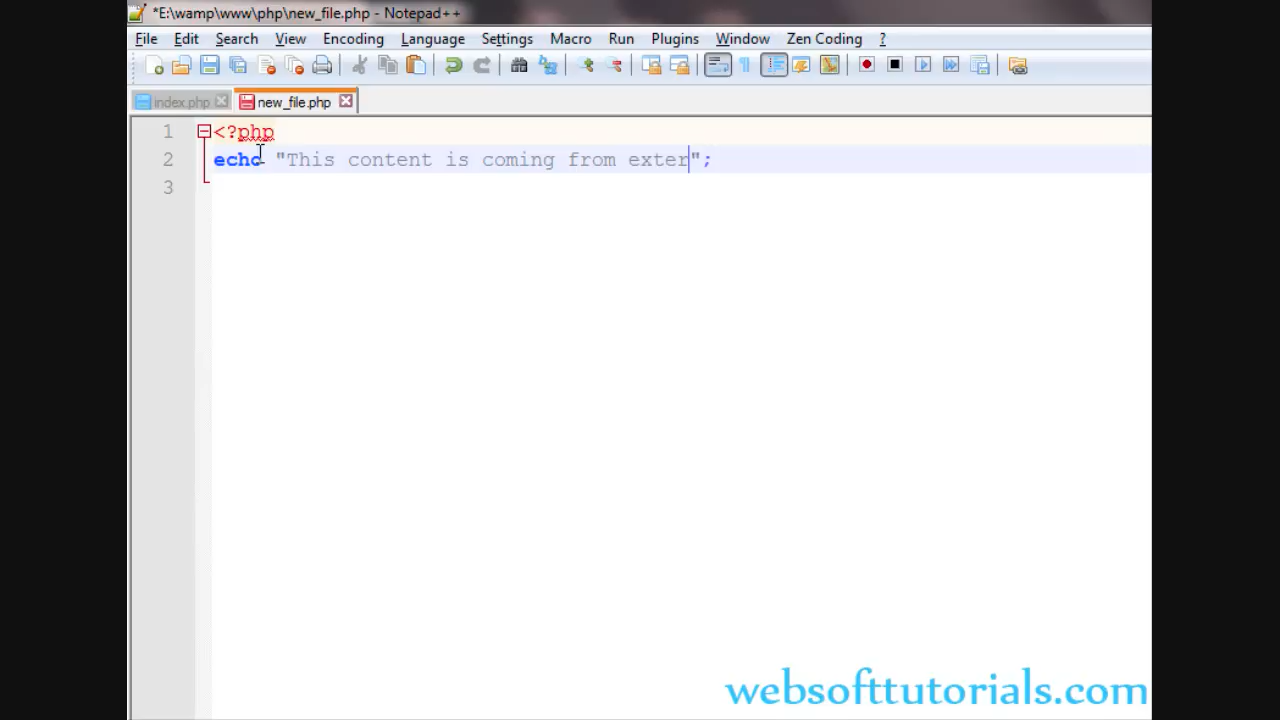 *E:\wamp\www\php\new_file.php - Notepad++
File Edit Search View Encoding Language Settings Macro Run Plugins Window Zen Coding ?
index.php new_file.php
1 <?php
2 echo "This content is coming from exter";
3
websofttutorials.com